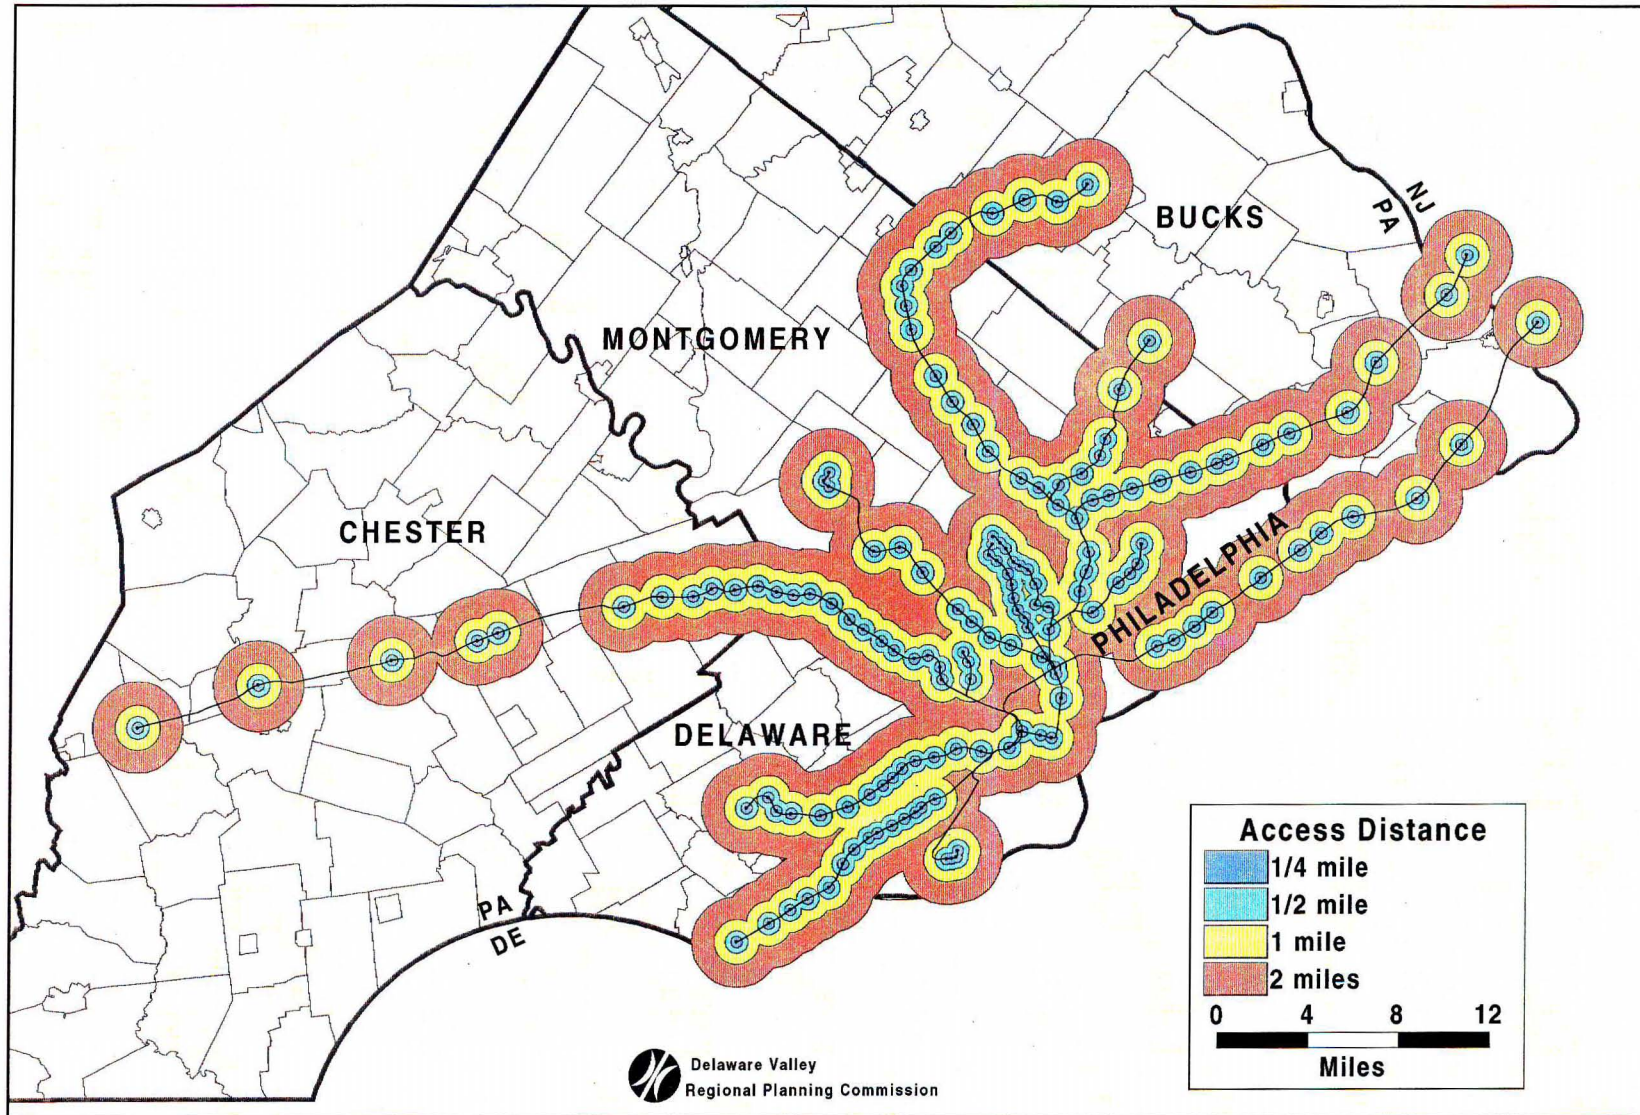 NJ
PA
BUCKS
MONTGOMERY
CHESTER
PHILADELPHIA
DELAWARE
PA
DE
Access Distance
1/4 mile
1/2 mile
1 mile
2 miles
0 4 8 12
Miles
Delaware Valley
Regional Planning Commission